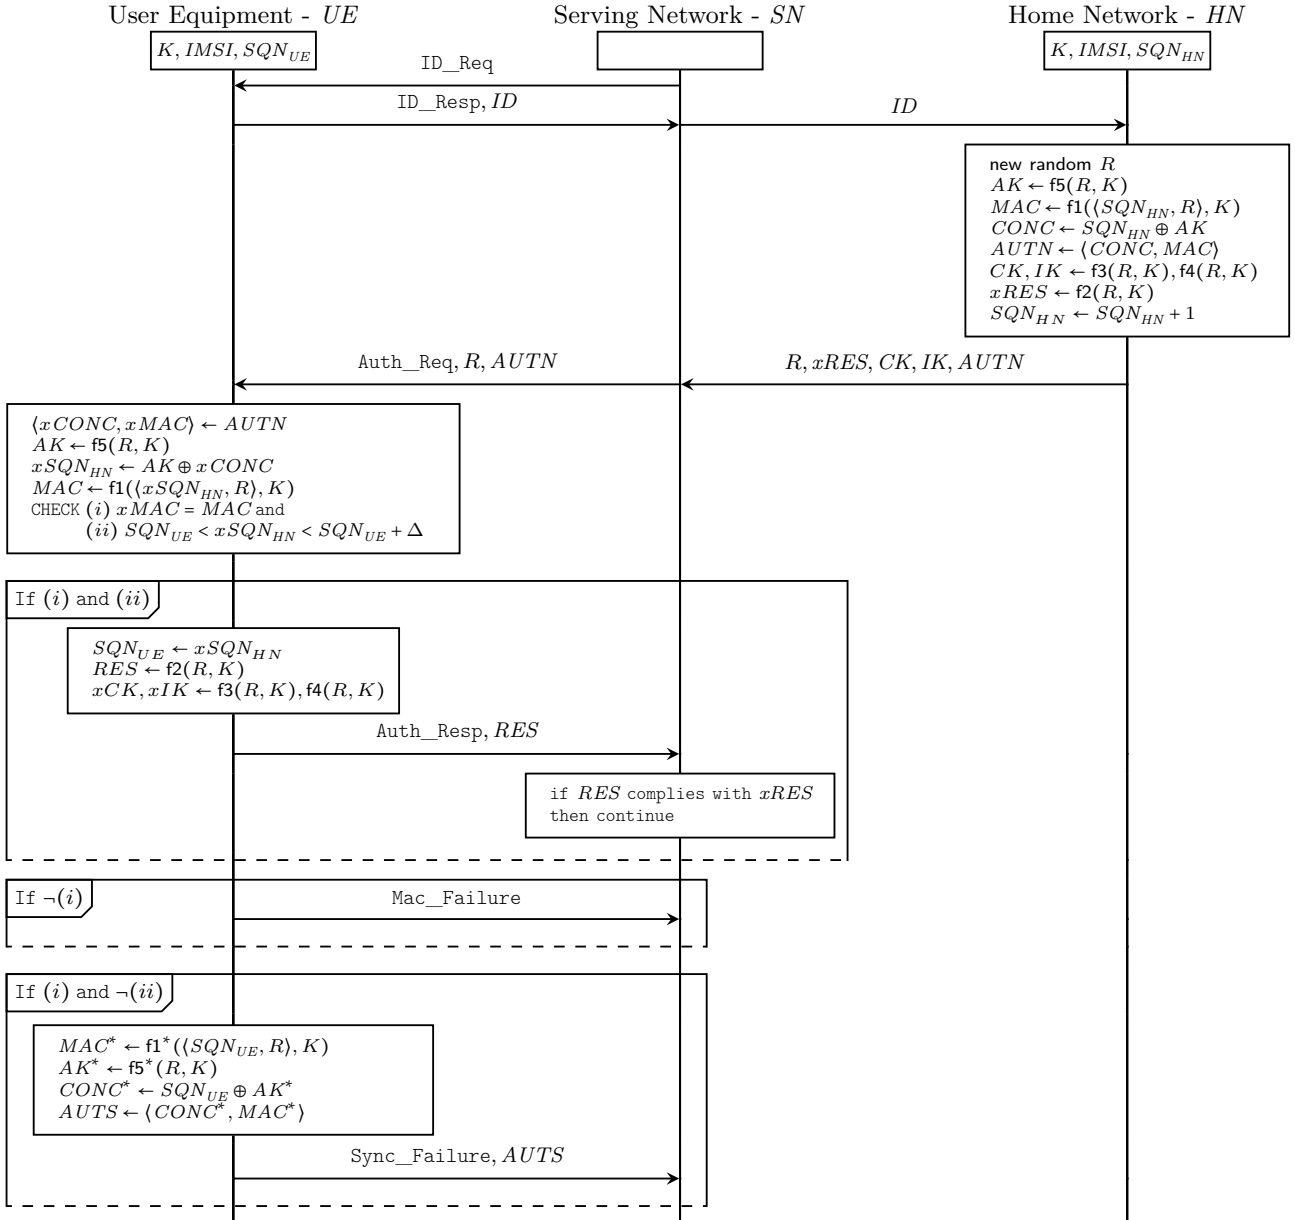 User Equipment - UE
Serving Network - SN
Home Network - HN
K, IMSI, SQN_UE
K, IMSI, SQN_HN
ID_Req
ID_Resp, ID
ID
new random R
AK ← f5(R, K)
MAC ← f1(⟨SQN_HN, R⟩, K)
CONC ← SQN_HN ⊕ AK
AUTN ← ⟨CONC, MAC⟩
CK, IK ← f3(R, K), f4(R, K)
xRES ← f2(R, K)
SQN_HN ← SQN_HN + 1
Auth_Req, R, AUTN
R, xRES, CK, IK, AUTN
⟨xCONC, xMAC⟩ ← AUTN
AK ← f5(R, K)
xSQN_HN ← AK ⊕ xCONC
MAC ← f1(⟨xSQN_HN, R⟩, K)
CHECK (i) xMAC = MAC and
(ii) SQN_UE < xSQN_HN < SQN_UE + Δ
If (i) and (ii)
SQN_UE ← xSQN_HN
RES ← f2(R, K)
xCK, xIK ← f3(R, K), f4(R, K)
Auth_Resp, RES
if RES complies with xRES
then continue
If ¬(i)
Mac_Failure
If (i) and ¬(ii)
MAC* ← f1*(⟨SQN_UE, R⟩, K)
AK* ← f5*(R, K)
CONC* ← SQN_UE ⊕ AK*
AUTS ← ⟨CONC*, MAC*⟩
Sync_Failure, AUTS